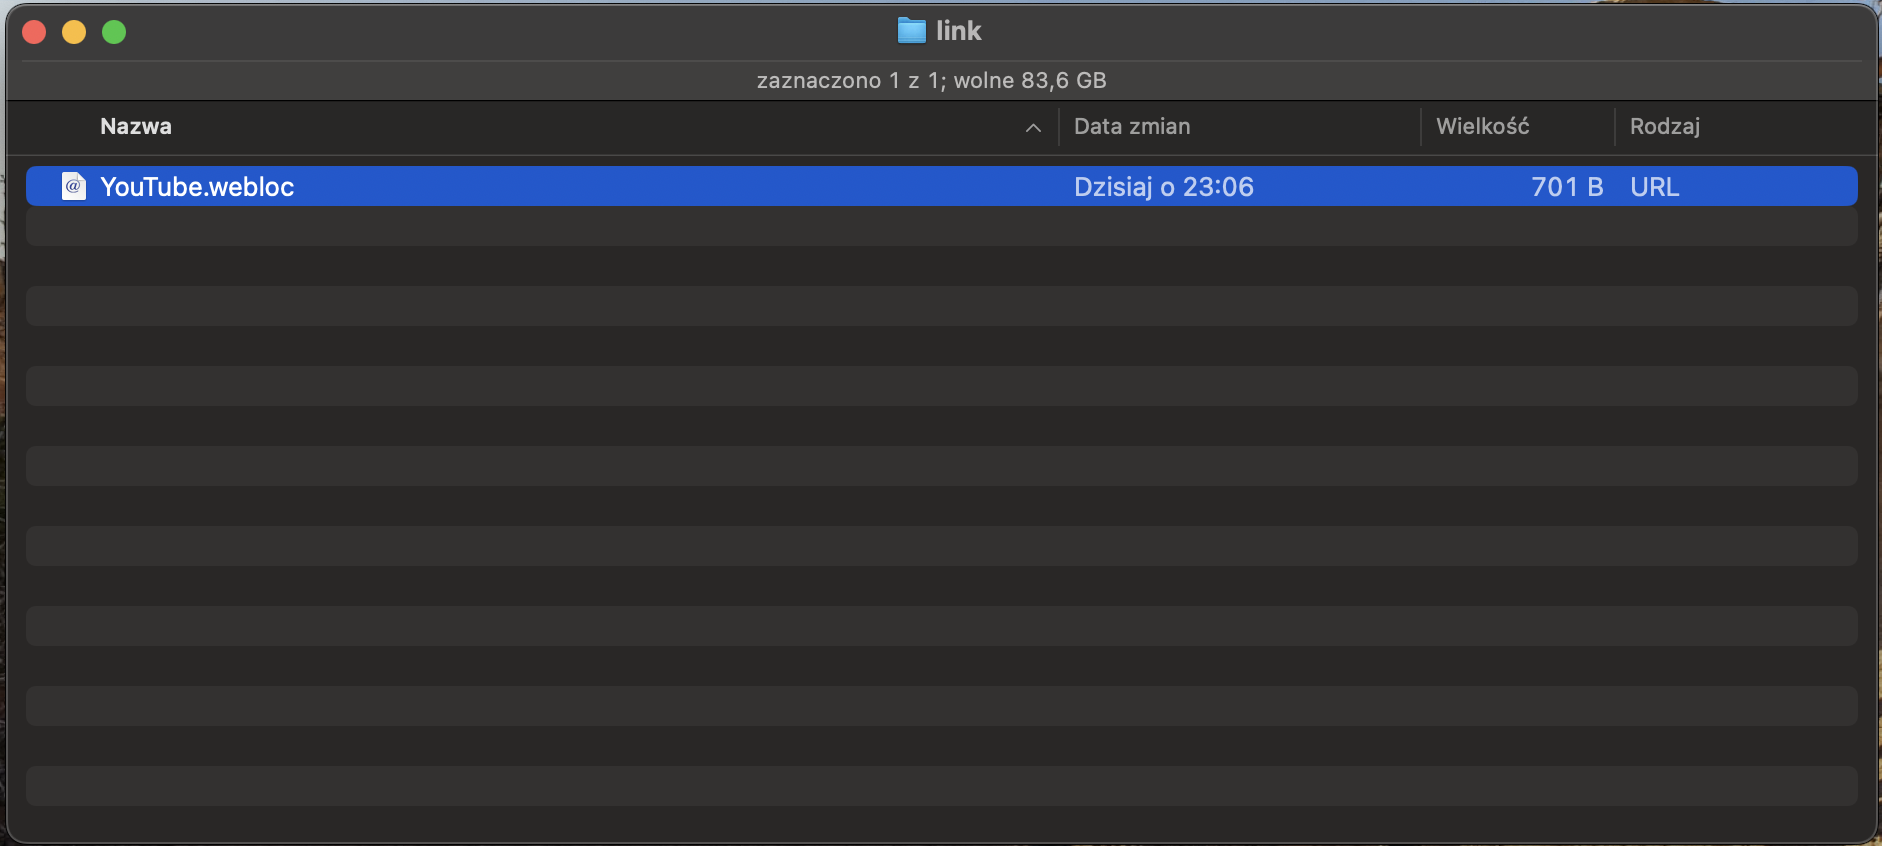 link
zaznaczono 1 z 1; wolne 83,6 GB
Nazwa Data zmian Wielkość Rodzaj
@ YouTube.webloc Dzisiaj o 23:06 701 B URL